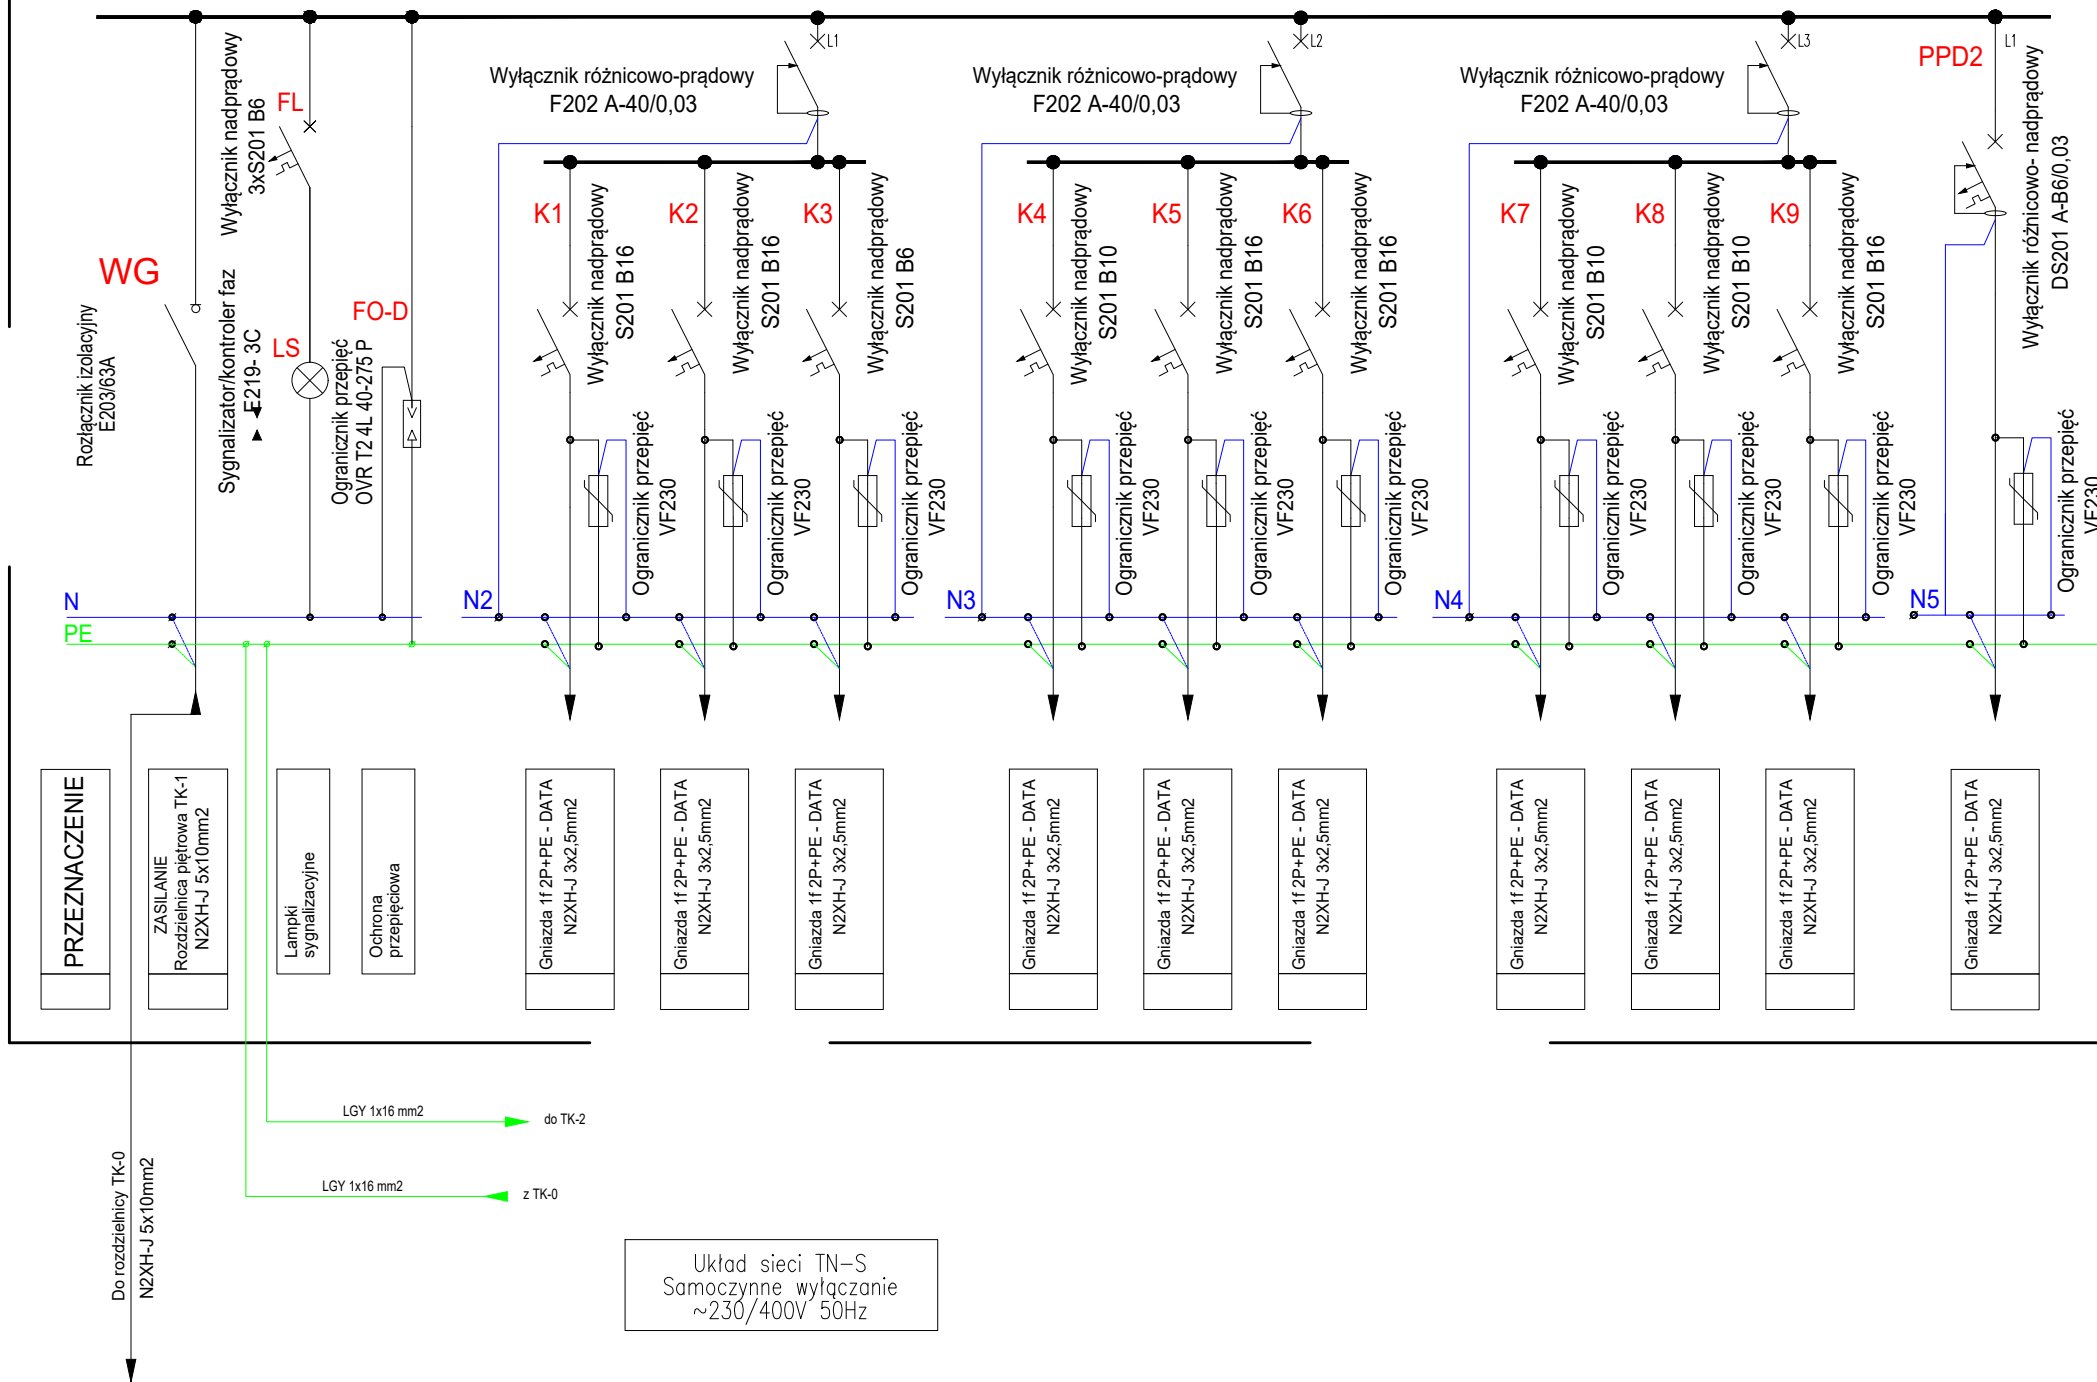 WG
Rozłącznik izolacyjny
E203/63A
Wyłącznik nadprądowy
3xS201 B6
FL
Sygnalizator/kontroler faz
E219- 3C
LS
FO-D
Ogranicznik przepięć
OVR T2 4L 40-275 P
N
PE
L1
Wyłącznik różnicowo-prądowy
F202 A-40/0,03
K1
Wyłącznik nadprądowy
S201 B16
Ogranicznik przepięć
VF230
K2
Wyłącznik nadprądowy
S201 B16
Ogranicznik przepięć
VF230
K3
Wyłącznik nadprądowy
S201 B6
Ogranicznik przepięć
VF230
N2
L2
Wyłącznik różnicowo-prądowy
F202 A-40/0,03
K4
Wyłącznik nadprądowy
S201 B10
Ogranicznik przepięć
VF230
K5
Wyłącznik nadprądowy
S201 B16
Ogranicznik przepięć
VF230
K6
Wyłącznik nadprądowy
S201 B16
Ogranicznik przepięć
VF230
N3
L3
Wyłącznik różnicowo-prądowy
F202 A-40/0,03
K7
Wyłącznik nadprądowy
S201 B10
Ogranicznik przepięć
VF230
K8
Wyłącznik nadprądowy
S201 B10
Ogranicznik przepięć
VF230
K9
Wyłącznik nadprądowy
S201 B16
Ogranicznik przepięć
VF230
N4
L1
PPD2
Wyłącznik różnicowo- nadprądowy
DS201 A-B6/0,03
Ogranicznik przepięć
VF230
N5
PRZEZNACZENIE
ZASILANIE
Rozdzielnica piętrowa TK-1
N2XH-J 5x10mm2
Lampki
sygnalizacyjne
Ochrona
przepięciowa
Gniazda 1f 2P+PE - DATA
N2XH-J 3x2,5mm2
Gniazda 1f 2P+PE - DATA
N2XH-J 3x2,5mm2
Gniazda 1f 2P+PE - DATA
N2XH-J 3x2,5mm2
Gniazda 1f 2P+PE - DATA
N2XH-J 3x2,5mm2
Gniazda 1f 2P+PE - DATA
N2XH-J 3x2,5mm2
Gniazda 1f 2P+PE - DATA
N2XH-J 3x2,5mm2
Gniazda 1f 2P+PE - DATA
N2XH-J 3x2,5mm2
Gniazda 1f 2P+PE - DATA
N2XH-J 3x2,5mm2
Gniazda 1f 2P+PE - DATA
N2XH-J 3x2,5mm2
Gniazda 1f 2P+PE - DATA
N2XH-J 3x2,5mm2
LGY 1x16 mm2
do TK-2
LGY 1x16 mm2
z TK-0
Do rozdzielnicy TK-0
N2XH-J 5x10mm2
Układ sieci TN-S
Samoczynne wyłączanie
~230/400V 50Hz